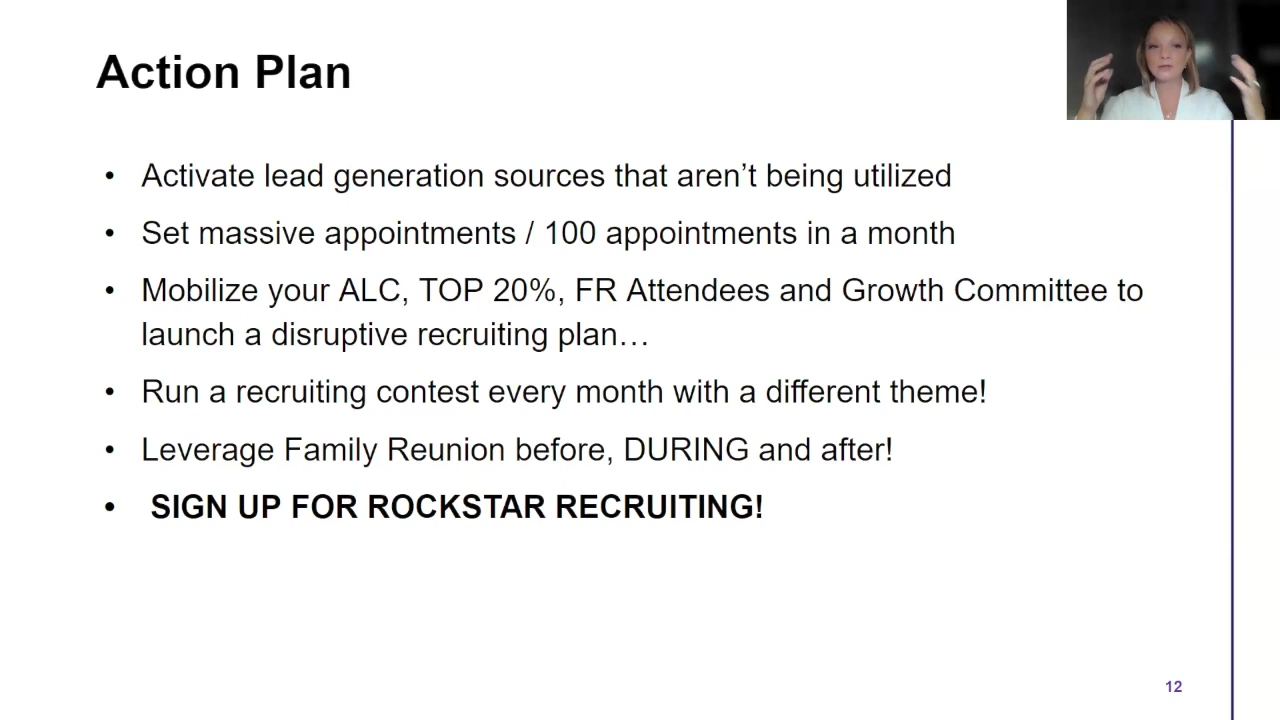 Action Plan
• Activate lead generation sources that aren’t being utilized
• Set massive appointments / 100 appointments in a month
• Mobilize your ALC, TOP 20%, FR Attendees and Growth Committee to
launch a disruptive recruiting plan…
• Run a recruiting contest every month with a different theme!
• Leverage Family Reunion before, DURING and after!
• SIGN UP FOR ROCKSTAR RECRUITING!
12